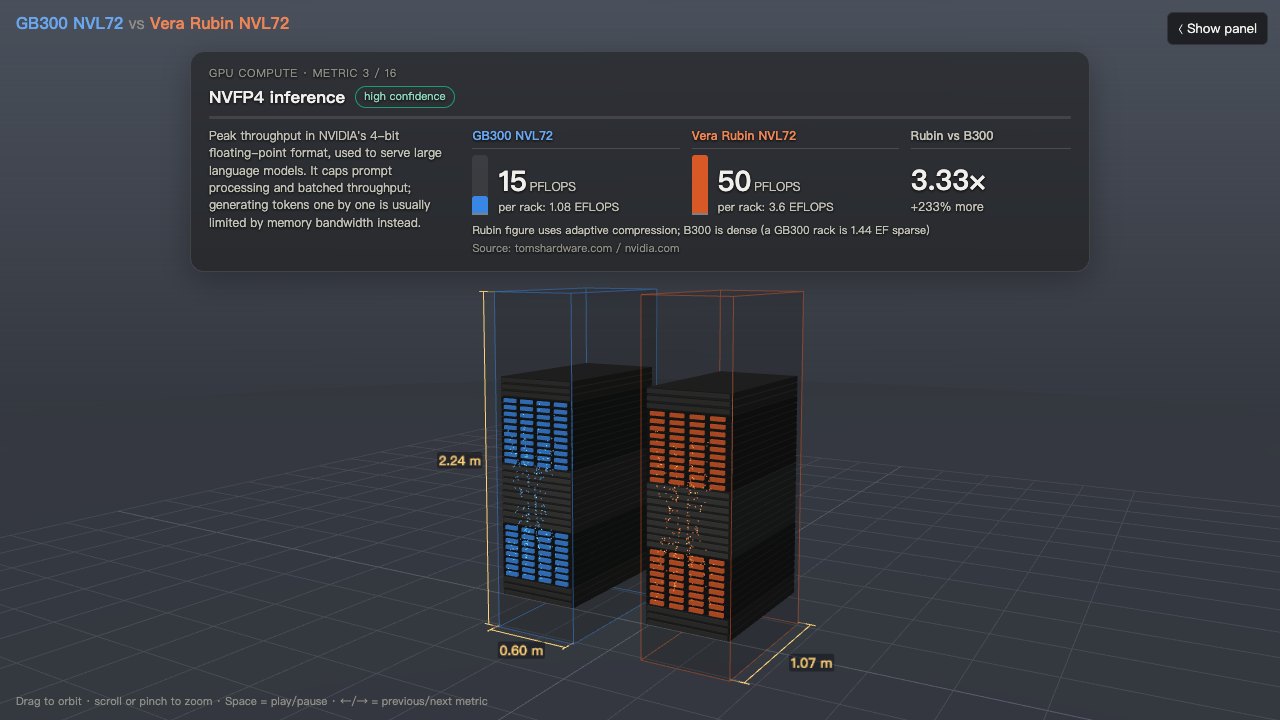 GB300 NVL72 vs Vera Rubin NVL72
‹ Show panel
GPU COMPUTE · METRIC 3 / 16
NVFP4 inference
high confidence
Peak throughput in NVIDIA's 4-bit
floating-point format, used to serve large
language models. It caps prompt
processing and batched throughput;
generating tokens one by one is usually
limited by memory bandwidth instead.
GB300 NVL72
15 PFLOPS
per rack: 1.08 EFLOPS
Vera Rubin NVL72
50 PFLOPS
per rack: 3.6 EFLOPS
Rubin vs B300
3.33×
+233% more
Rubin figure uses adaptive compression; B300 is dense (a GB300 rack is 1.44 EF sparse)
Source: tomshardware.com / nvidia.com
2.24 m
0.60 m
1.07 m
Drag to orbit · scroll or pinch to zoom · Space = play/pause · ←/→ = previous/next metric